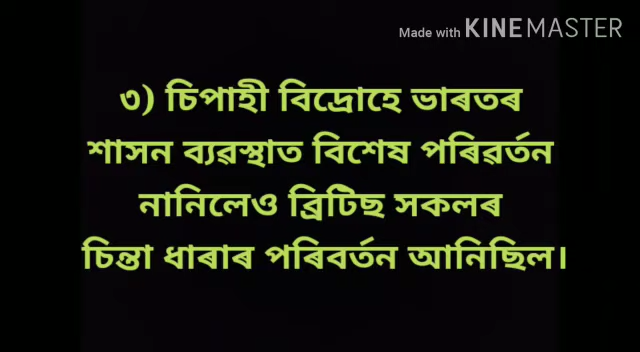 Made with KINEMASTER
৩) চিপাহী বিদ্ৰোহে ভাৰতৰ
শাসন ব্যৱস্থাত বিশেষ পৰিৱৰ্তন
নানিলেও ব্ৰিটিছ সকলৰ
চিন্তা ধাৰাৰ পৰিবৰ্তন আনিছিল।